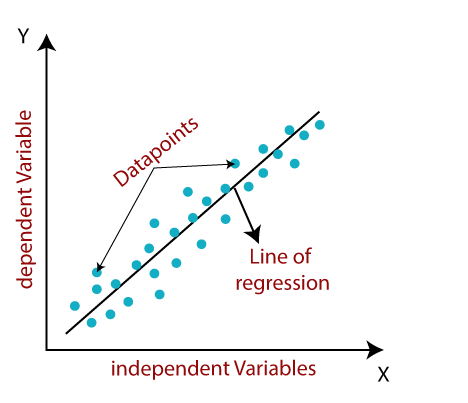 Y
dependent Variable
Datapoints
Line of
regression
independent Variables
X